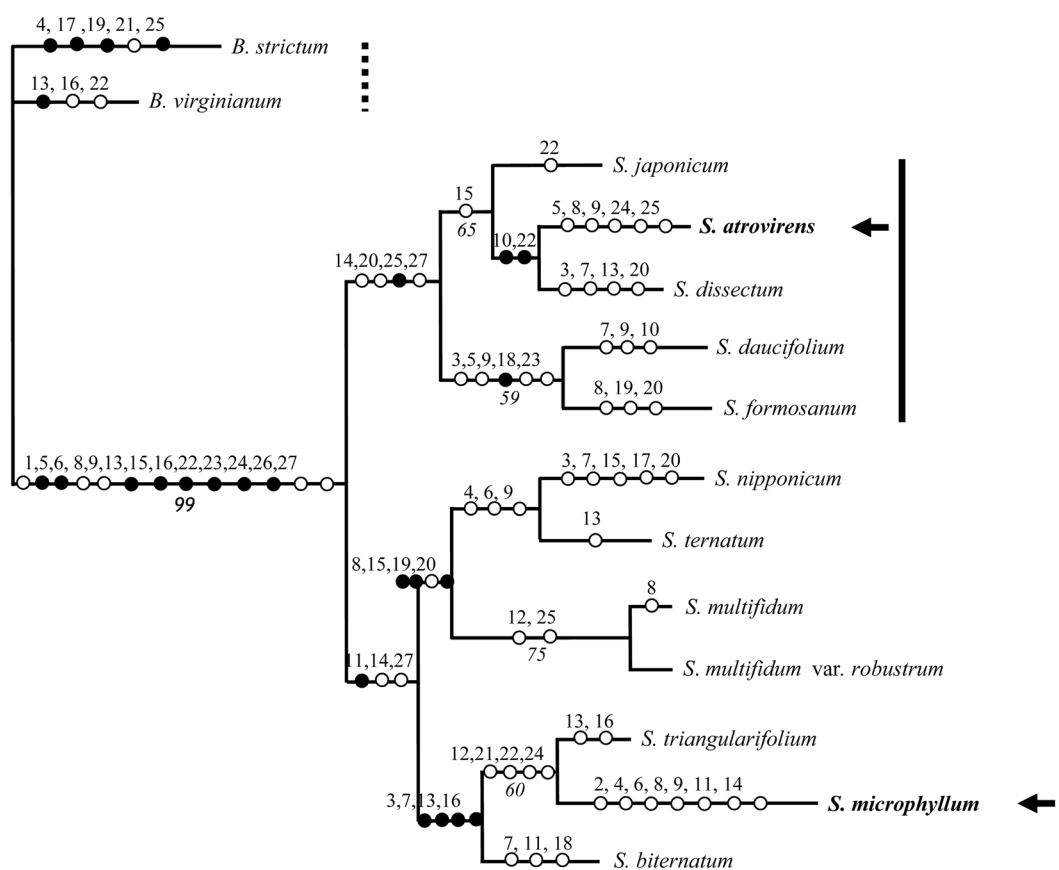 4, 17 ,19, 21, 25
B. strictum
13, 16, 22
B. virginianum
22
S. japonicum
15
65
5, 8, 9, 24, 25
S. atrovirens
10,22
14,20,25,27
3, 7, 13, 20
S. dissectum
7, 9, 10
S. daucifolium
3,5,9,18,23
59
8, 19, 20
S. formosanum
1,5,6, 8,9,13,15,16,22,23,24,26,27
99
3, 7, 15, 17, 20
S. nipponicum
4, 6, 9
13
S. ternatum
8,15,19,20
8
S. multifidum
12, 25
75
S. multifidum var. robustrum
11,14,27
13, 16
S. triangularifolium
12,21,22,24
60
2, 4, 6, 8, 9, 11, 14
S. microphyllum
3,7,13,16
7, 11, 18
S. biternatum